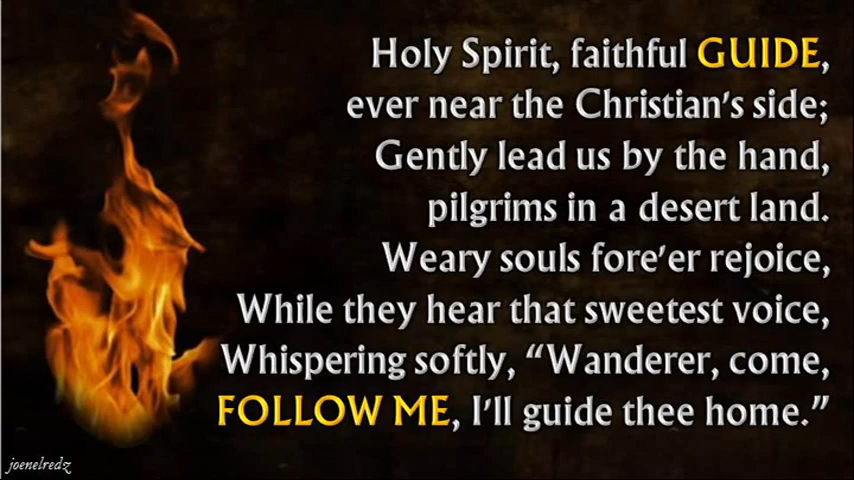 Holy Spirit, faithful GUIDE,
ever near the Christian's side;
Gently lead us by the hand,
pilgrims in a desert land.
Weary souls fore'er rejoice,
While they hear that sweetest voice,
Whispering softly, “Wanderer, come,
FOLLOW ME, I'll guide thee home.”
joenelredz